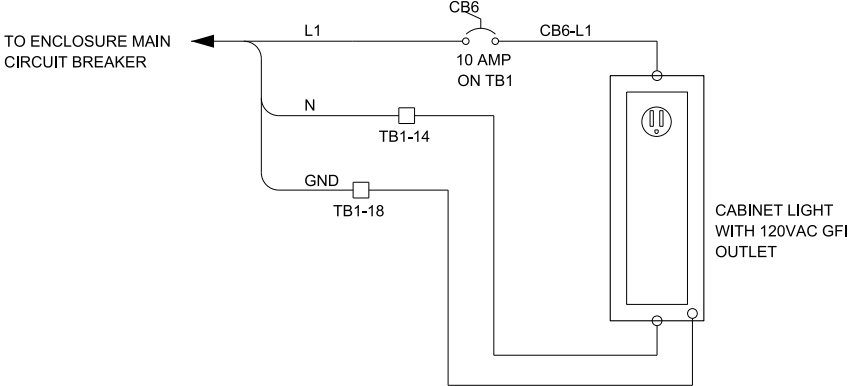 CB6
TO ENCLOSURE MAIN
CIRCUIT BREAKER
L1
CB6-L1
10 AMP
ON TB1
N
TB1-14
GND
TB1-18
CABINET LIGHT
WITH 120VAC GFI
OUTLET